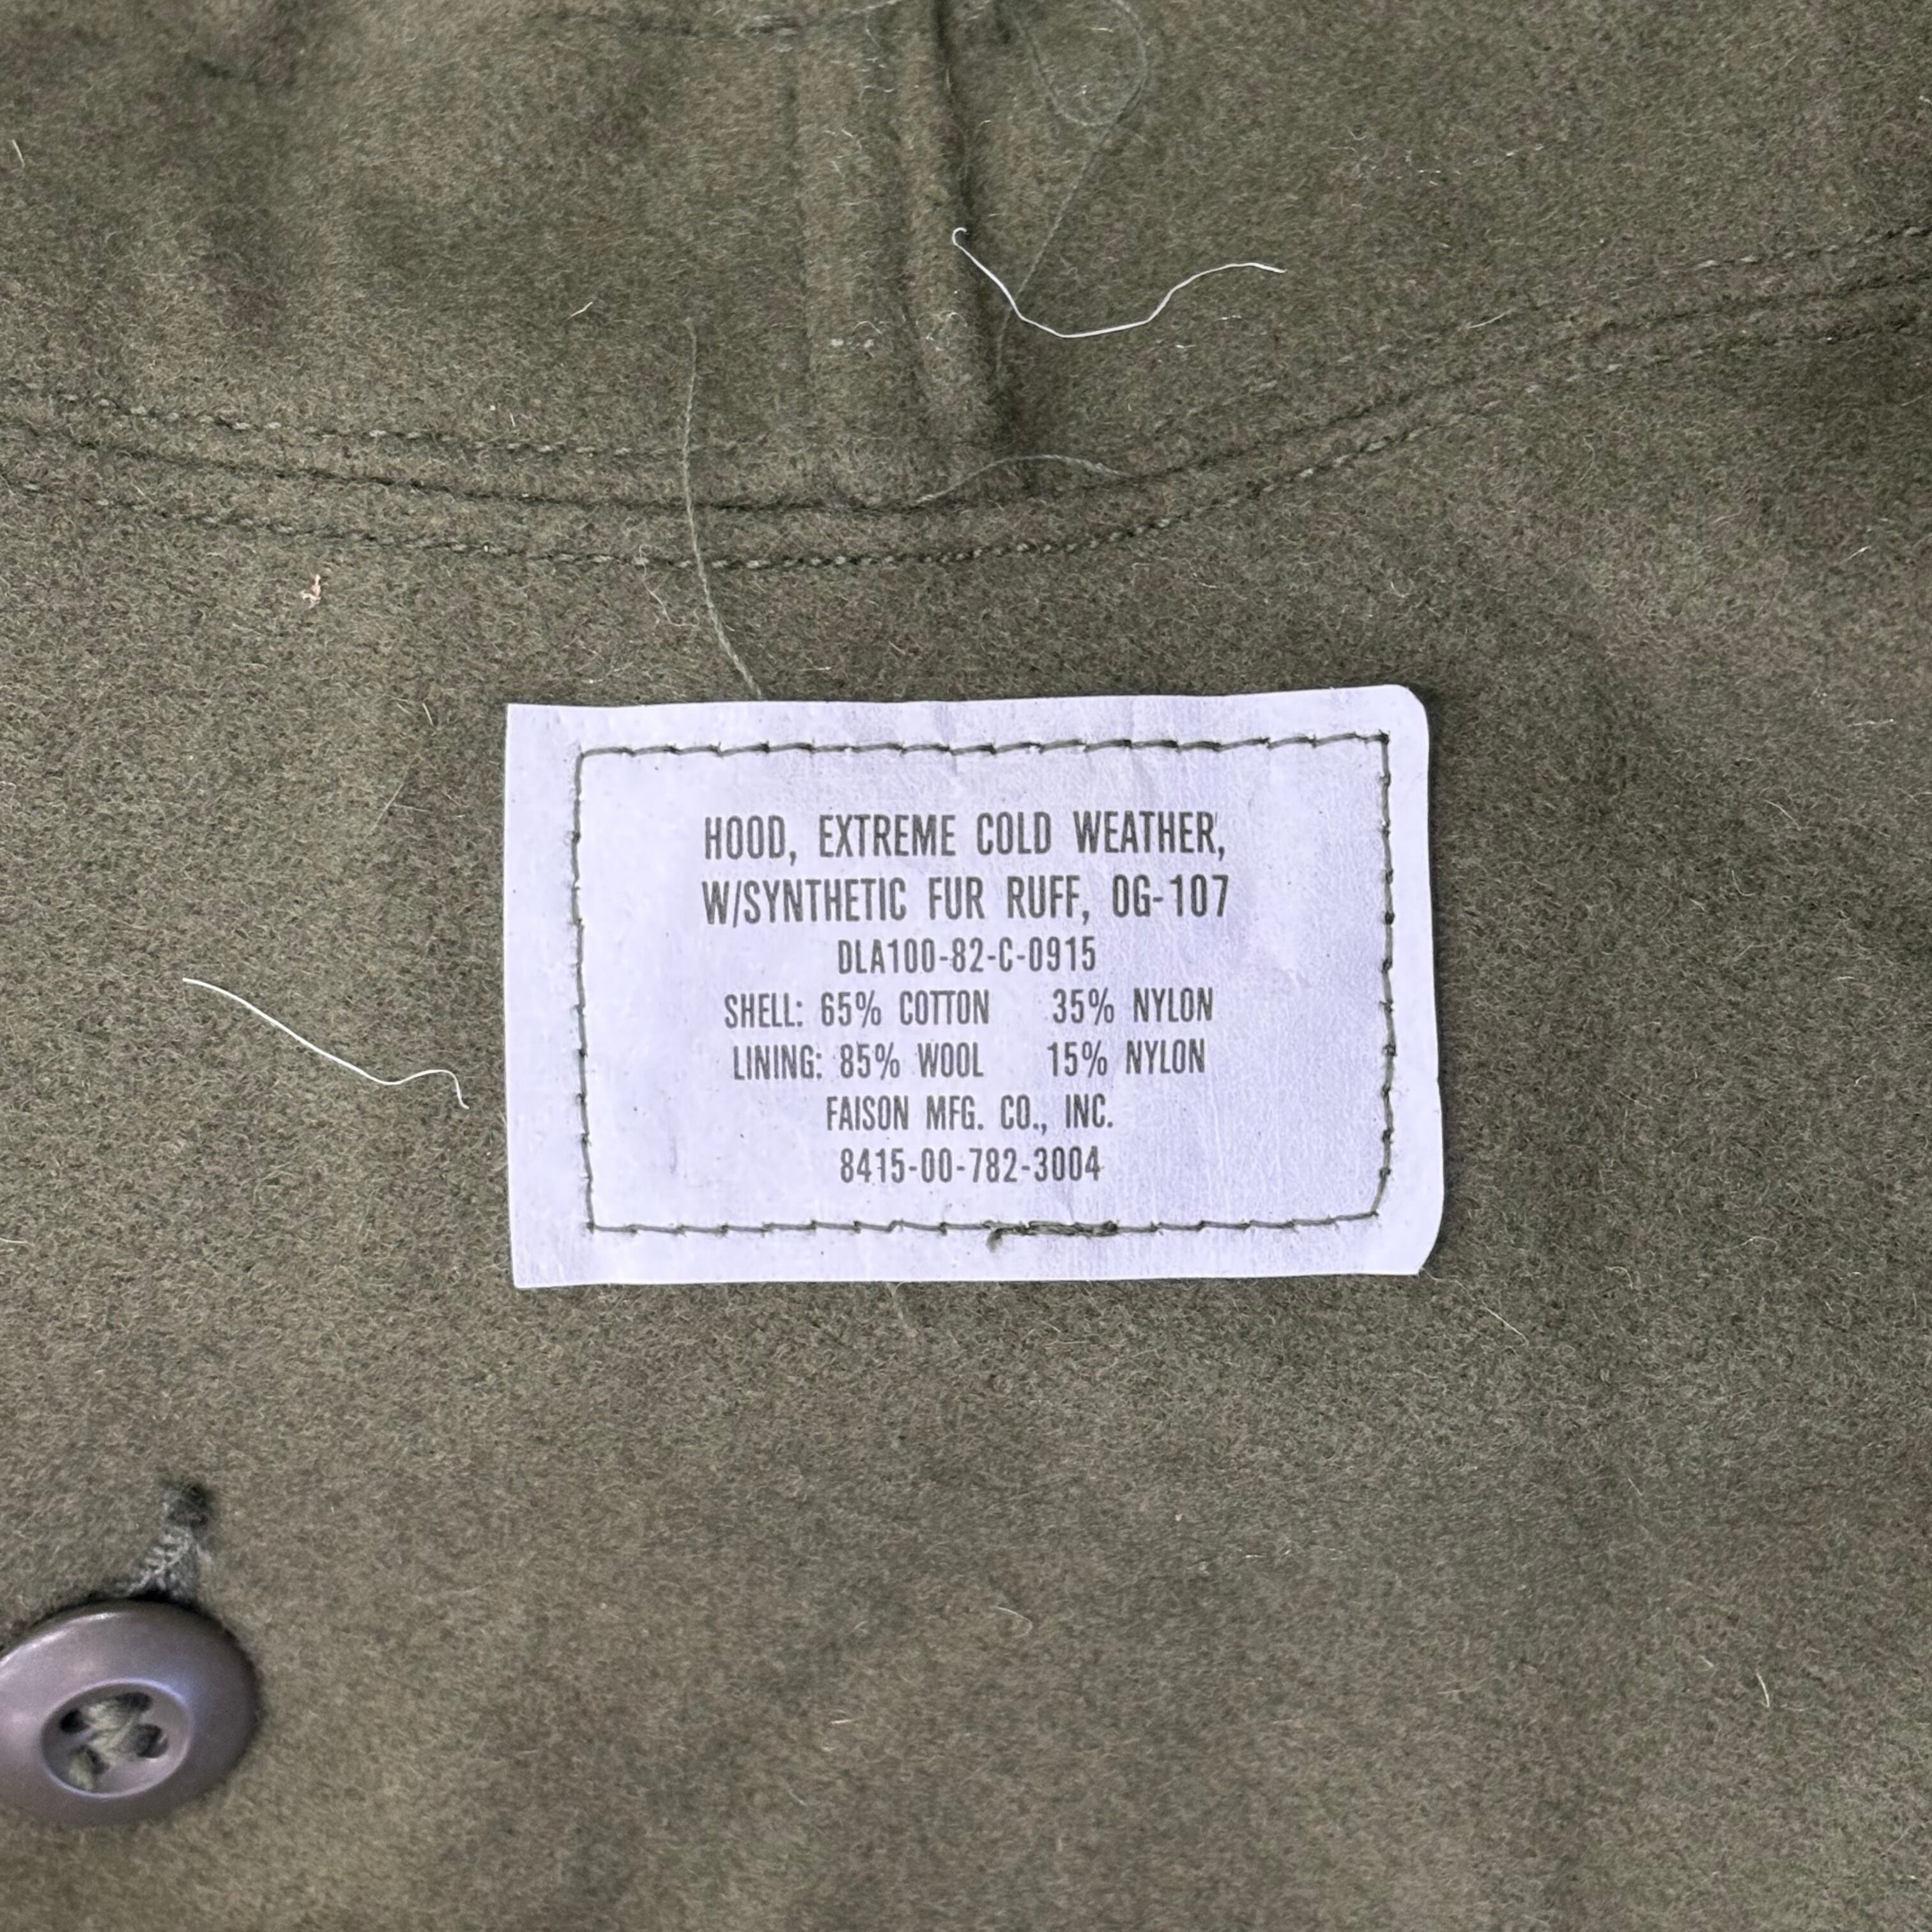 HOOD, EXTREME COLD WEATHER,
W/SYNTHETIC FUR RUFF, OG-107
DLA100-82-C-0915
SHELL: 65% COTTON 35% NYLON
LINING: 85% WOOL 15% NYLON
FAISON MFG. CO., INC.
8415-00-782-3004